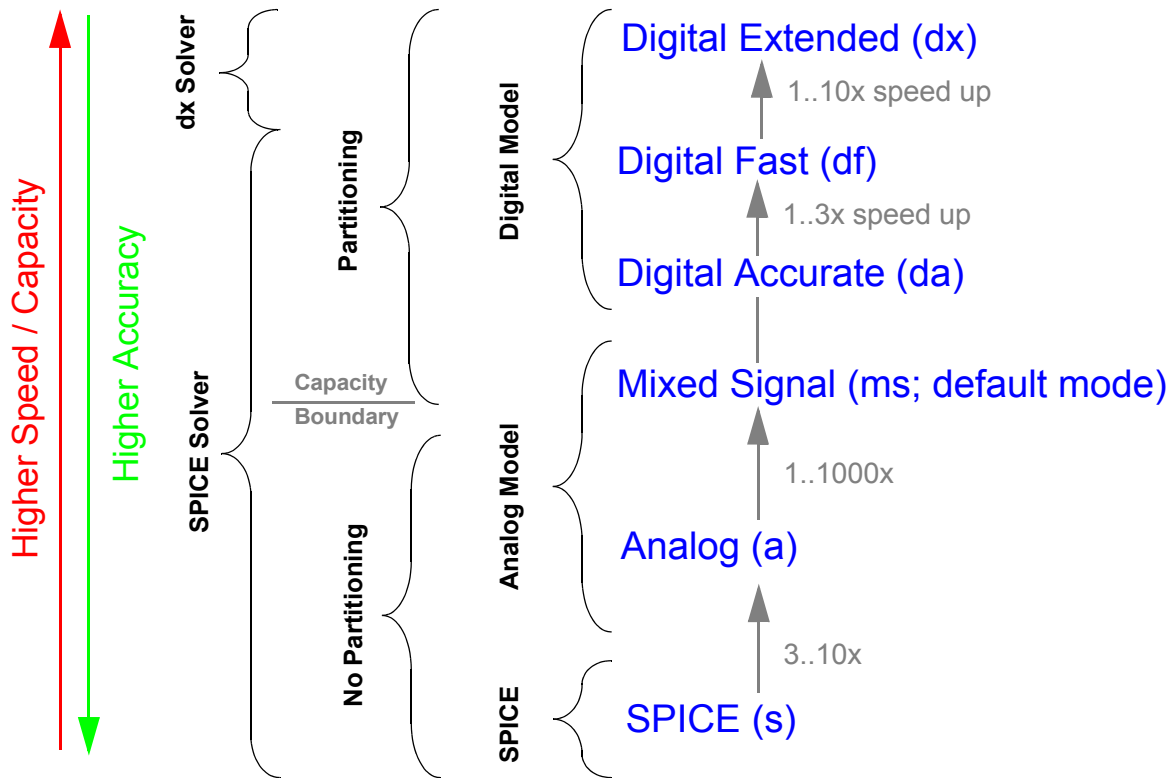 Higher Speed / Capacity
Higher Accuracy
dx Solver
SPICE Solver
Partitioning
Capacity
Boundary
No Partitioning
Digital Model
Analog Model
SPICE
Digital Extended (dx)
1..10x speed up
Digital Fast (df)
1..3x speed up
Digital Accurate (da)
Mixed Signal (ms; default mode)
1..1000x
Analog (a)
3..10x
SPICE (s)